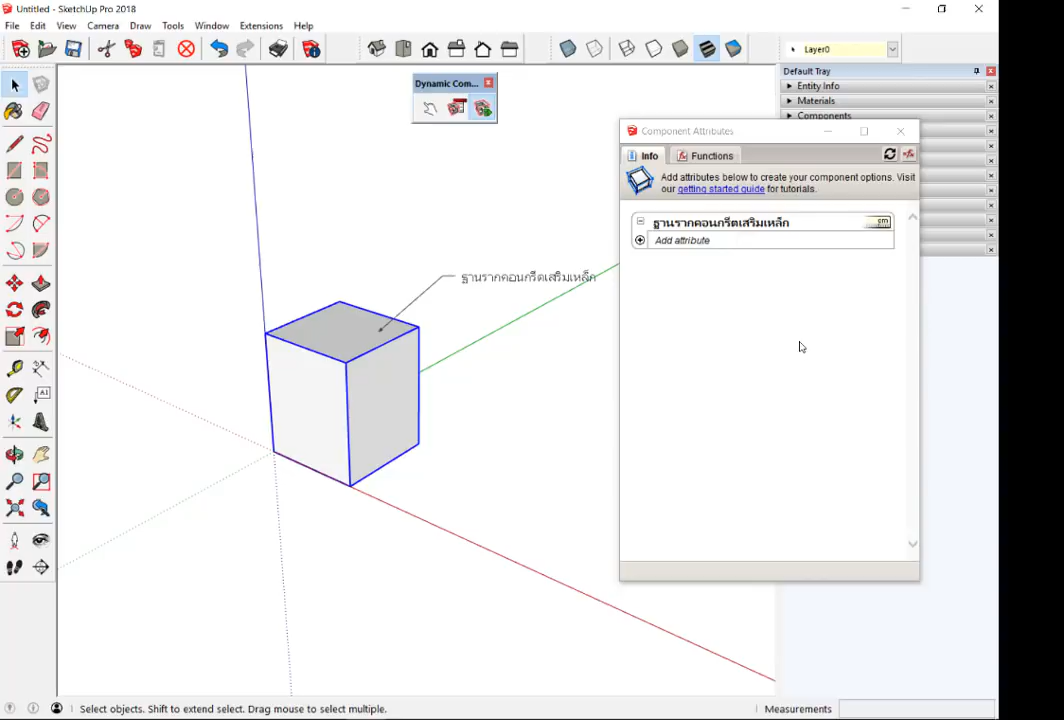 Untitled - SketchUp Pro 2018
File Edit View Camera Draw Tools Window Extensions Help
Layer0
Dynamic Com...
Default Tray
Entity Info
Materials
Components
Component Attributes
Info
Functions
Add attributes below to create your component options. Visit
our getting started guide for tutorials.
ฐานรากคอนกรีตเสริมเหล็ก
cm
Add attribute
ฐานรากคอนกรีตเสริมเหล็ก
A1
Select objects. Shift to extend select. Drag mouse to select multiple.
Measurements